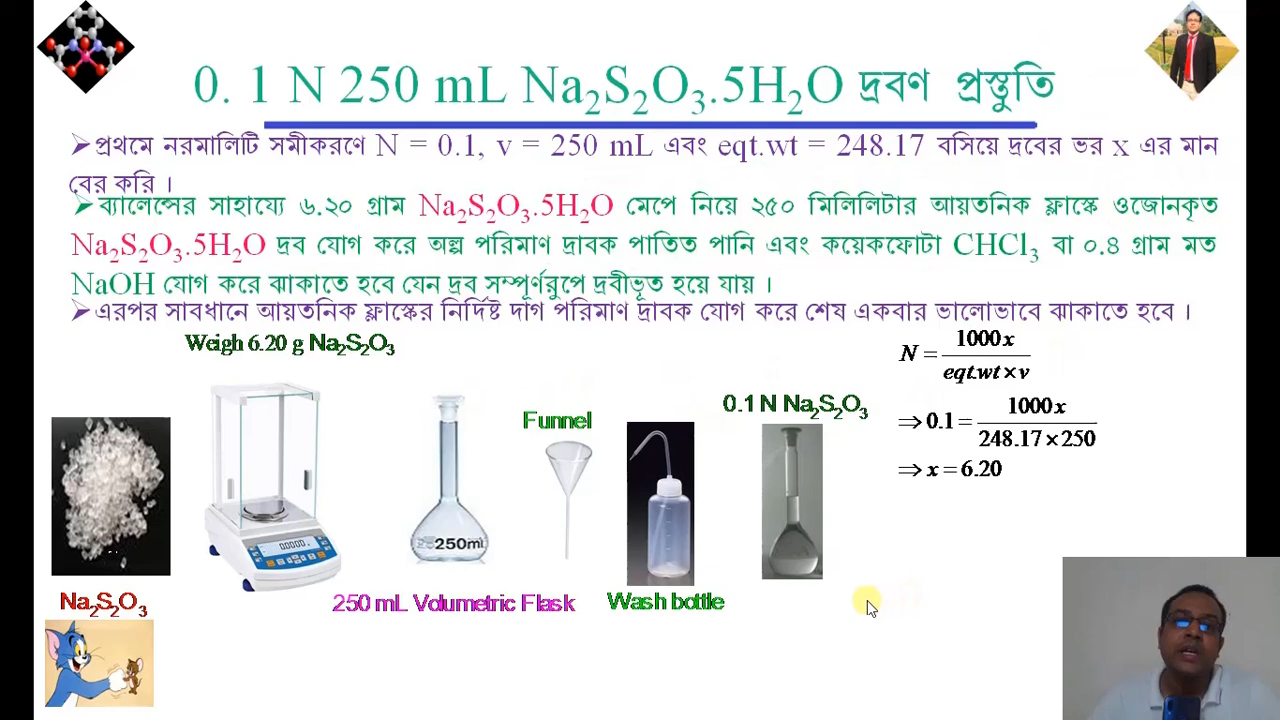 0. 1 N 250 mL Na₂S₂O₃.5H₂O দ্রবণ প্রস্তুতি
➢প্রথমে নরমালিটি সমীকরণে N = 0.1, v = 250 mL এবং eqt.wt = 248.17 বসিয়ে দ্রবের ভর x এর মান
বের করি ।
➢ব্যালেন্সের সাহায্যে ৬.২০ গ্রাম Na₂S₂O₃.5H₂O মেপে নিয়ে ২৫০ মিলিলিটার আয়তনিক ফ্লাস্কে ওজোনকৃত
Na₂S₂O₃.5H₂O দ্রব যোগ করে অল্প পরিমাণ দ্রাবক পাতিত পানি এবং কয়েকফোটা CHCl₃ বা ০.৪ গ্রাম মত
NaOH যোগ করে ঝাকাতে হবে যেন দ্রব সম্পূর্ণরুপে দ্রবীভূত হয়ে যায় ।
➢এরপর সাবধানে আয়তনিক ফ্লাস্কের নির্দিষ্ট দাগ পরিমাণ দ্রাবক যোগ করে শেষ একবার ভালোভাবে ঝাকাতে হবে ।
Weigh 6.20 g Na₂S₂O₃
Funnel
0.1 N Na₂S₂O₃
N = 1000x / eqt.wt × v
⇒ 0.1 = 1000x / 248.17 × 250
⇒ x = 6.20
0.0000
250ml
Na₂S₂O₃
250 mL Volumetric Flask
Wash bottle